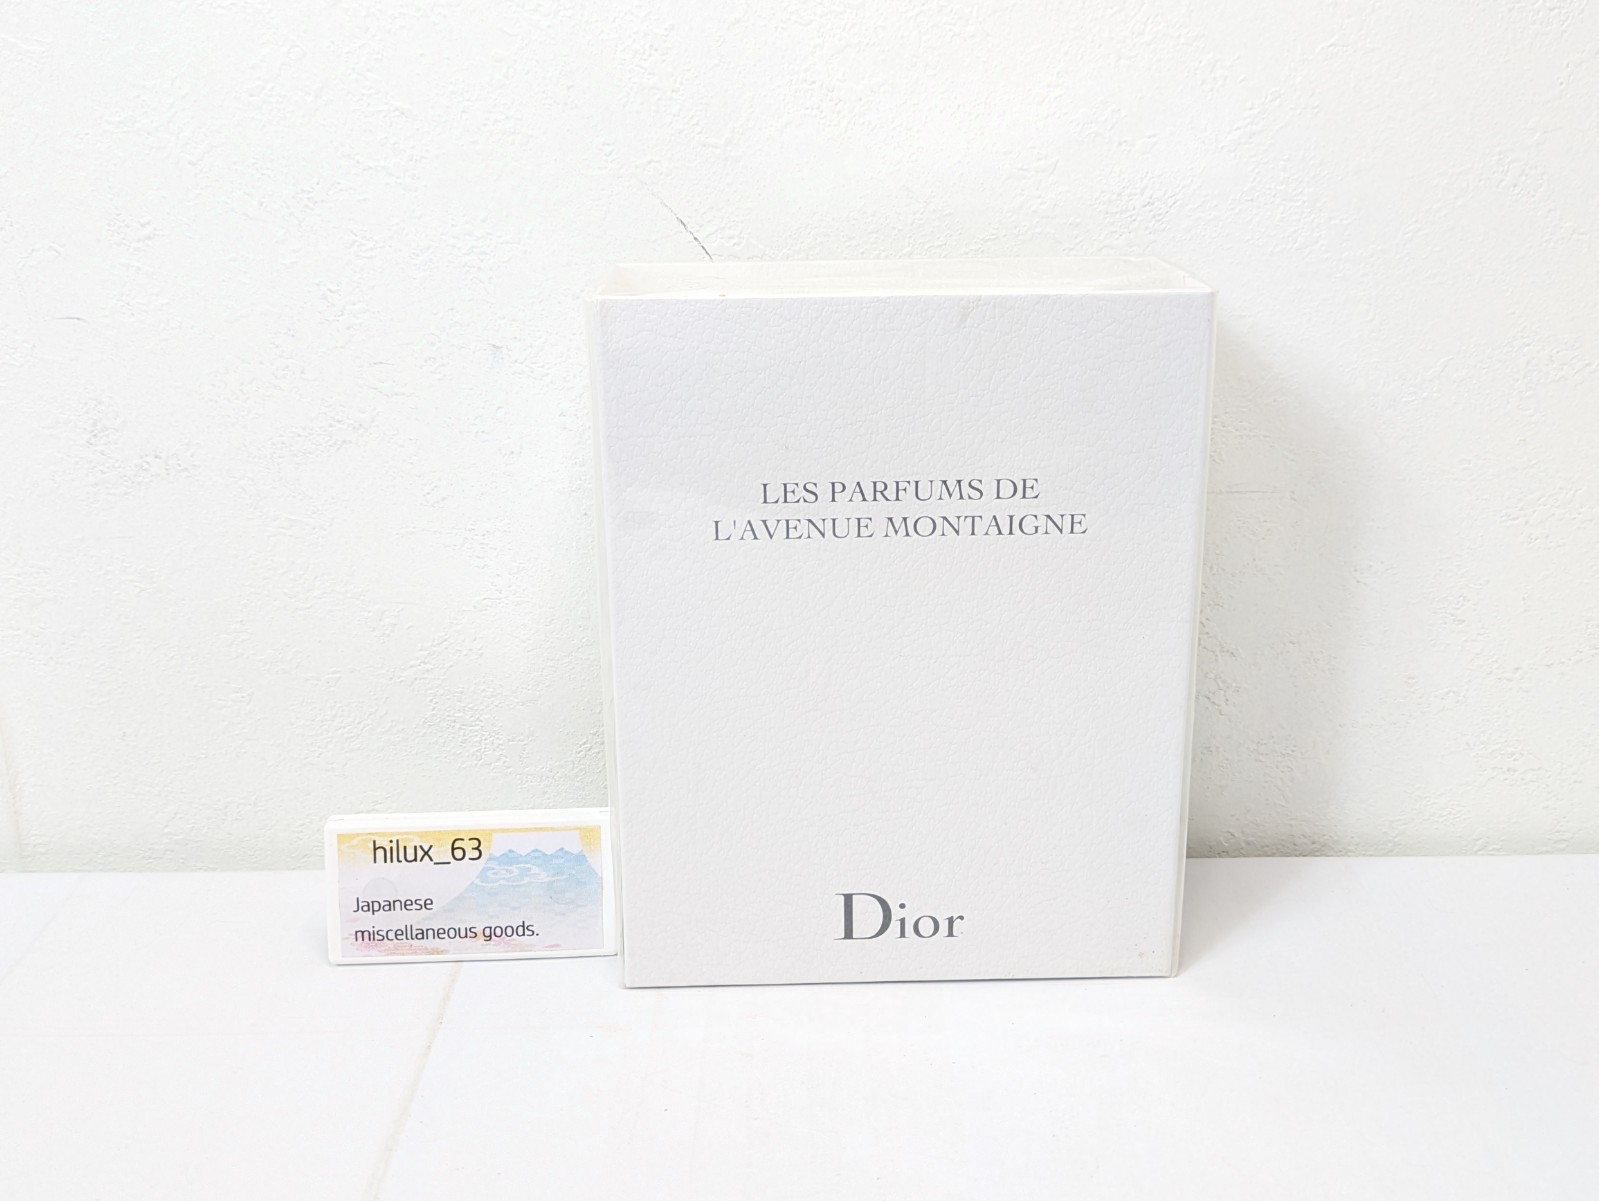 LES PARFUMS DE
L'AVENUE MONTAIGNE
Dior
hilux_63
Japanese
miscellaneous goods.